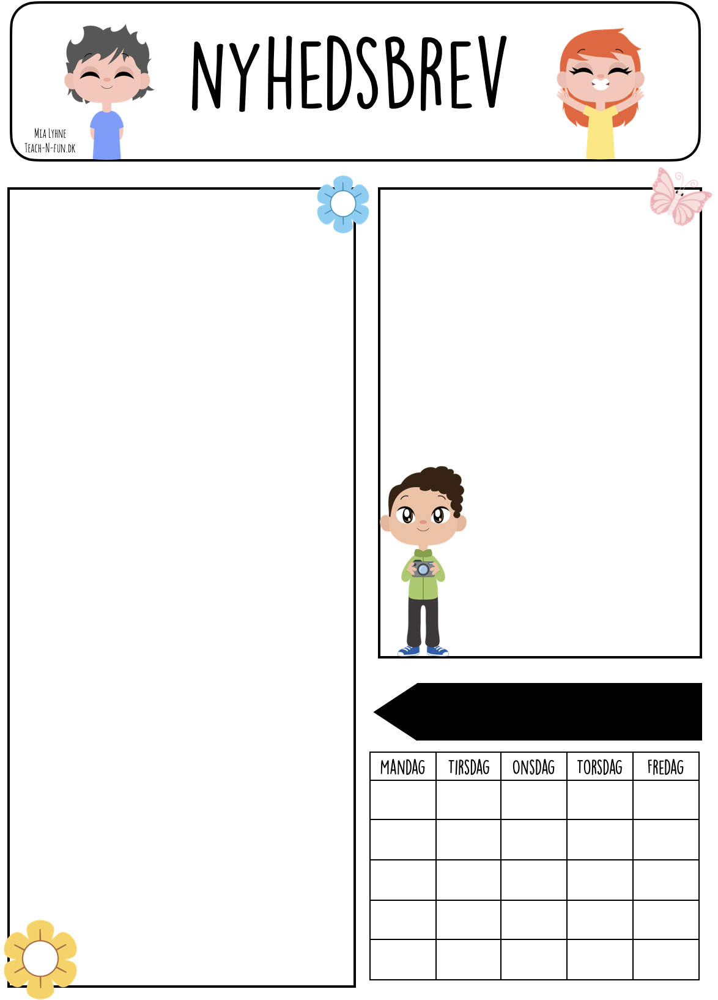 NYHEDSBREV
Mia Lyhne
Teach-N-fun.dk
MANDAG TIRSDAG ONSDAG TORSDAG FREDAG